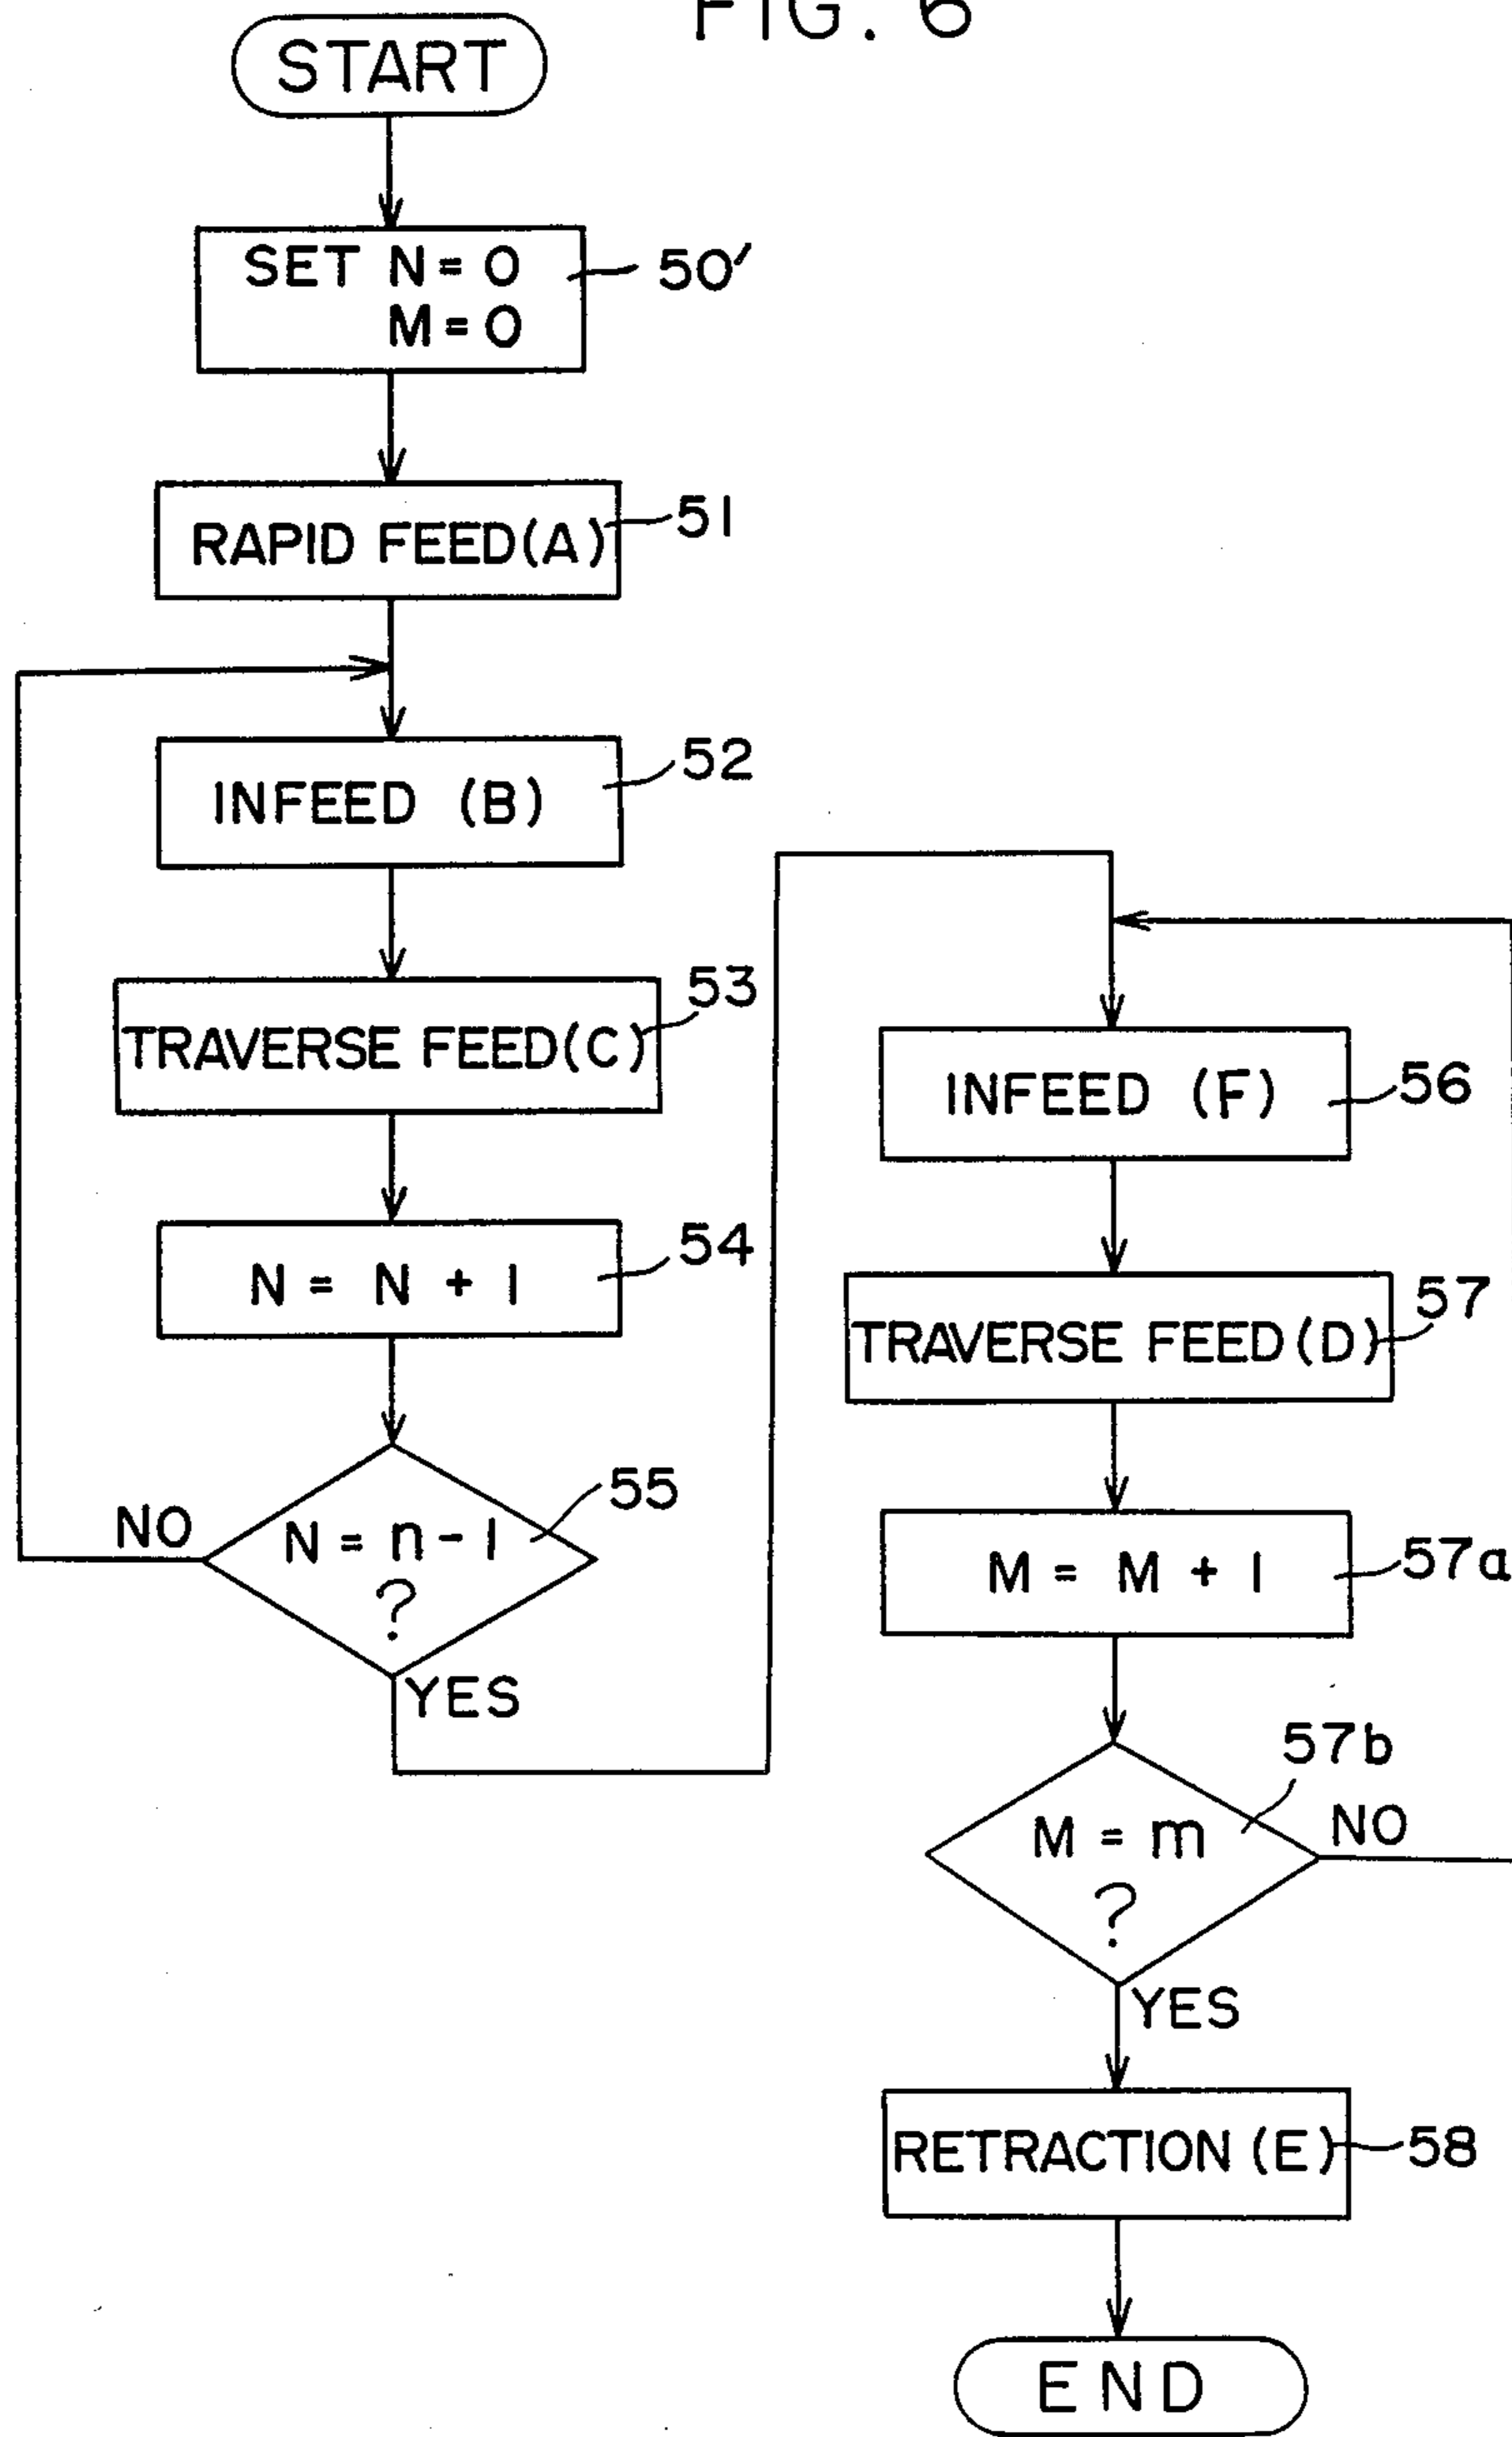 FIG. 6
START
SET N = 0
M = 0
50'
RAPID FEED(A)
51
INFEED (B)
52
TRAVERSE FEED(C)
53
N = N + 1
54
N = n - 1
?
55
NO
YES
INFEED (F)
56
TRAVERSE FEED(D)
57
M = M + 1
57a
M = m
?
57b
NO
YES
RETRACTION (E)
58
END